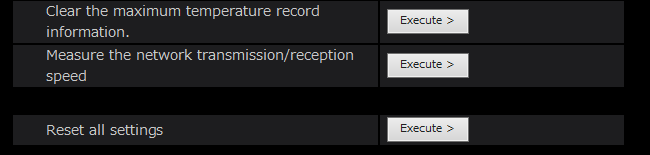 Clear the maximum temperature record
information.
Execute >
Measure the network transmission/reception
speed
Execute >
Reset all settings
Execute >